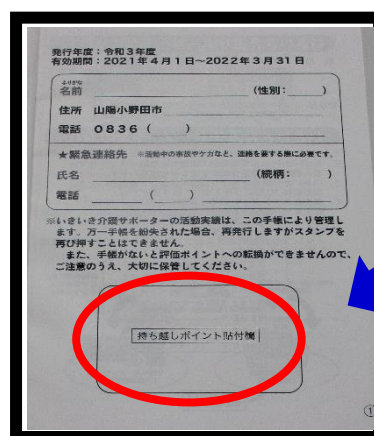 発行年度：令和３年度
有効期間：２０２１年４月１日～２０２２年３月３１日
ふりがな
名前 (性別： )
住所 山陽小野田市
電話 ０８３６（ ）
★緊急連絡先 ※活動中の事故やケガなど、連絡を要する際に必要です。
氏名 (続柄： )
電話 （ ）
※いきいき介護サポーターの活動実績は、この手帳により管理し
ます。万一手帳を紛失された場合、再発行しますがスタンプを
再び押すことはできません。
また、手帳がないと評価ポイントへの転換ができませんので、
ご注意のうえ、大切に保管してください。
持ち越しポイント貼付欄
①